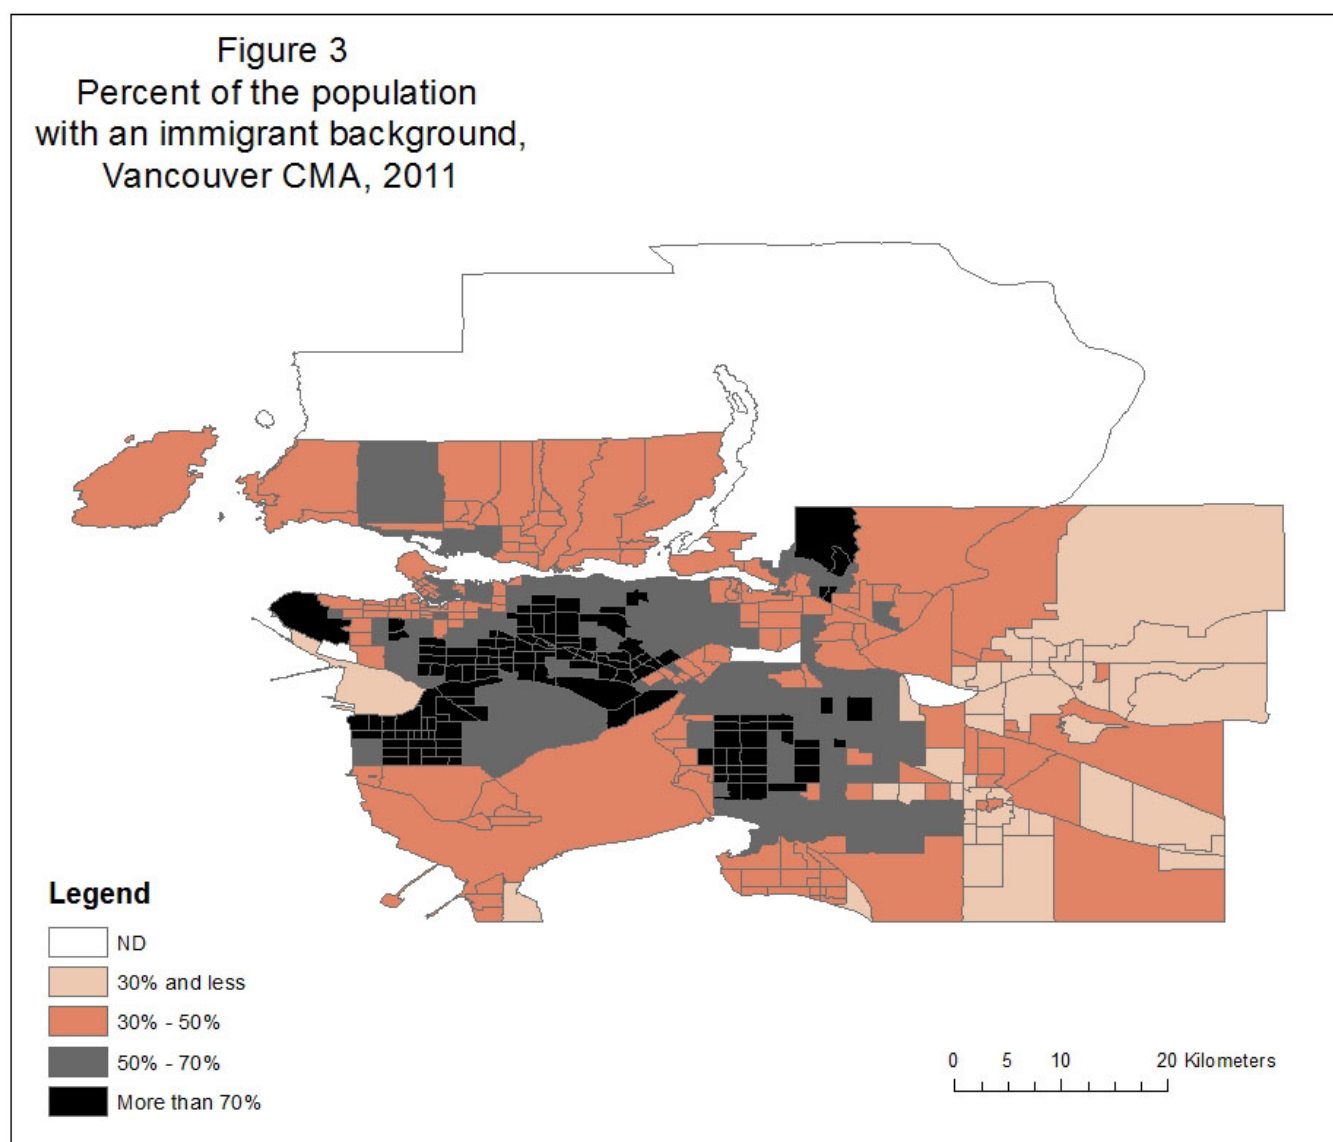 Figure 3
Percent of the population
with an immigrant background,
Vancouver CMA, 2011
Legend
ND
30% and less
30% - 50%
50% - 70%
More than 70%
0 5 10 20 Kilometers